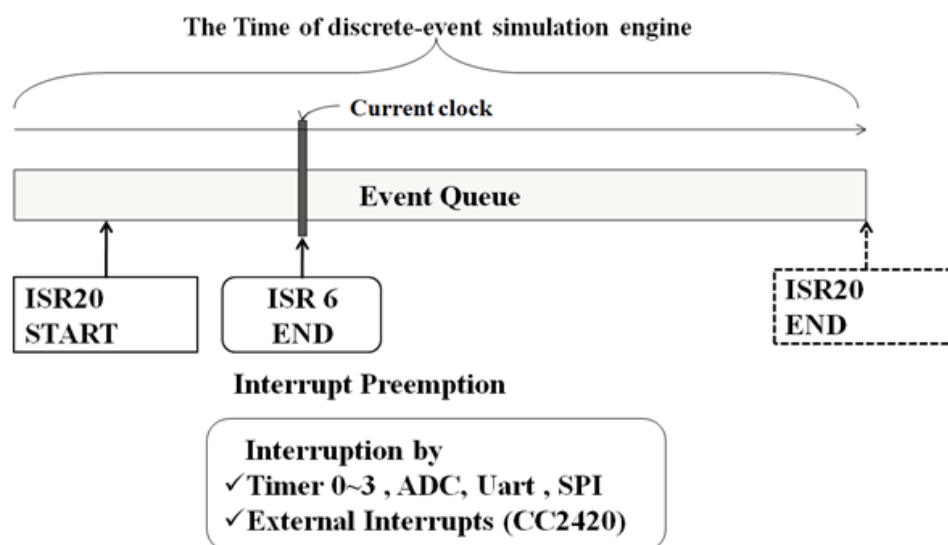 The Time of discrete-event simulation engine
Current clock
Event Queue
ISR20
START
ISR 6
END
ISR20
END
Interrupt Preemption
Interruption by
✓Timer 0~3 , ADC, Uart , SPI
✓External Interrupts (CC2420)